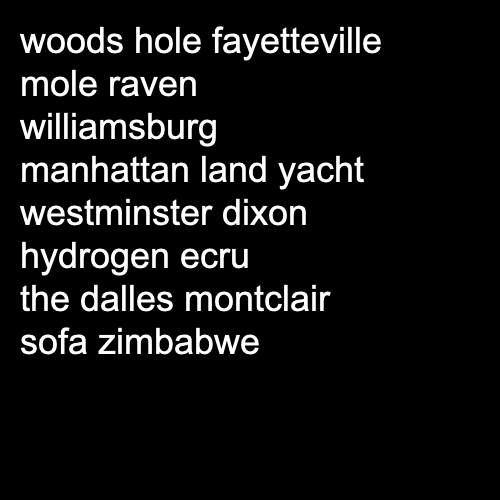 woods hole fayetteville
mole raven
williamsburg
manhattan land yacht
westminster dixon
hydrogen ecru
the dalles montclair
sofa zimbabwe